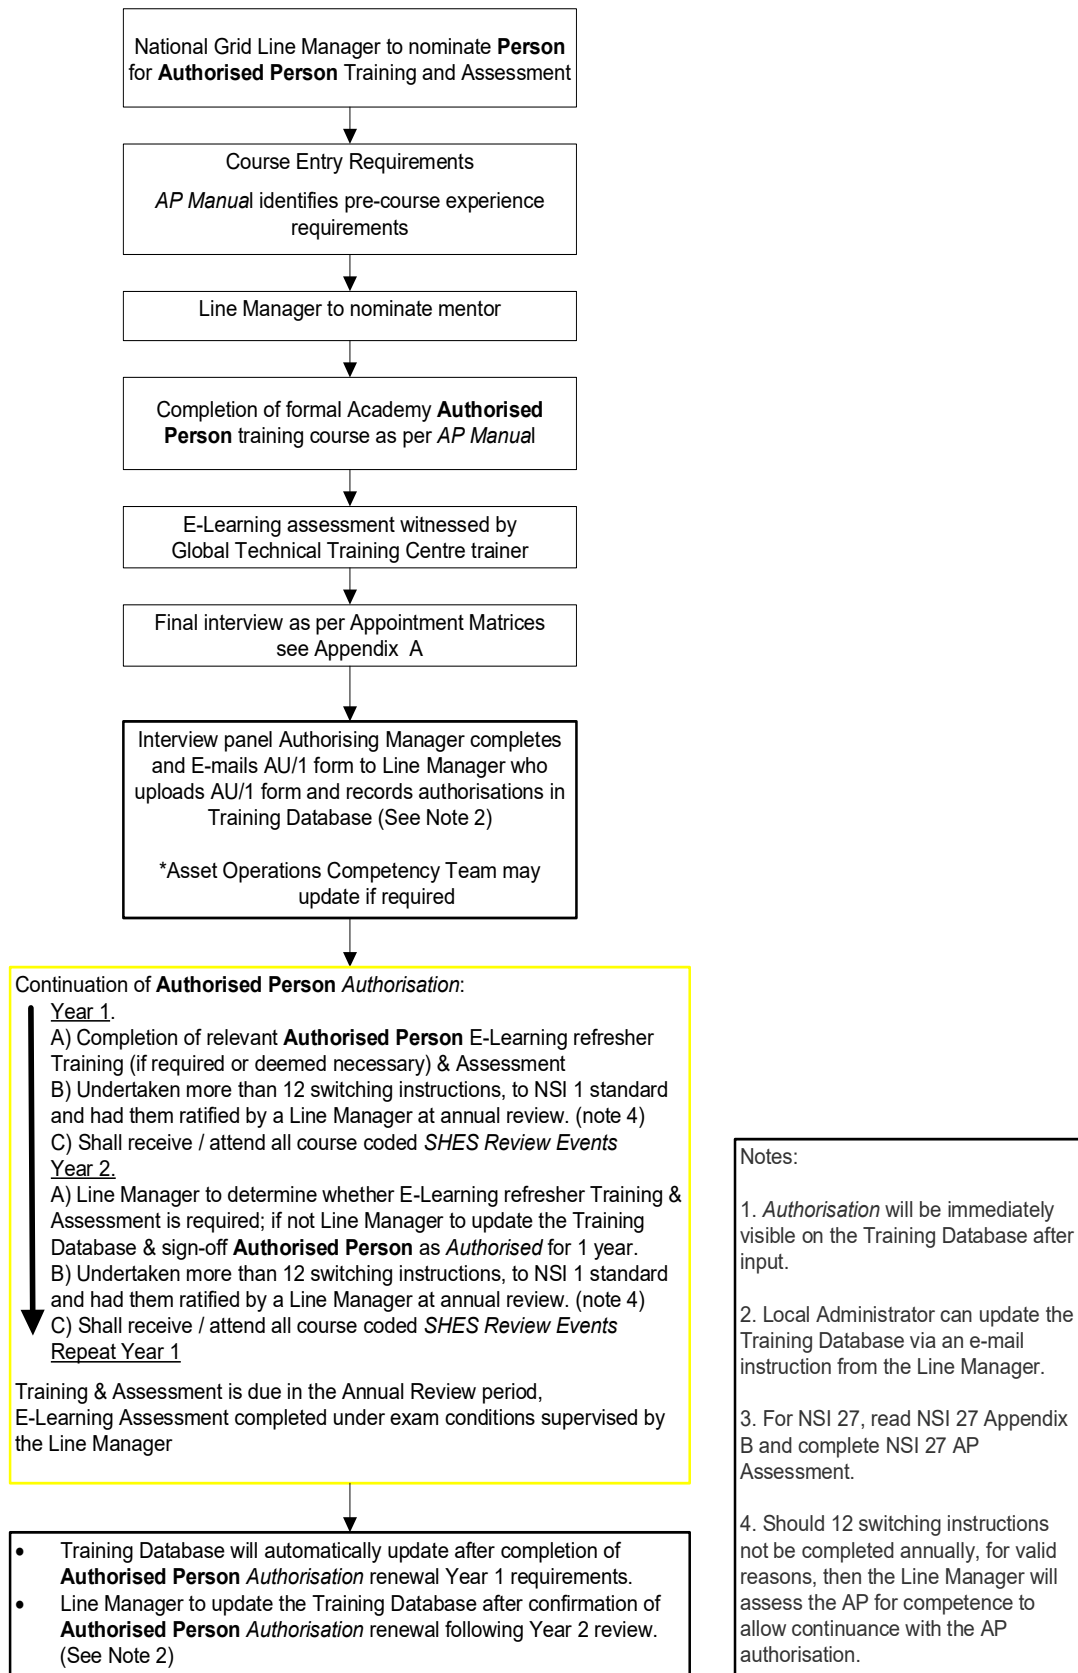 National Grid Line Manager to nominate Person
for Authorised Person Training and Assessment
Course Entry Requirements
AP Manual identifies pre-course experience
requirements
Line Manager to nominate mentor
Completion of formal Academy Authorised
Person training course as per AP Manual
E-Learning assessment witnessed by
Global Technical Training Centre trainer
Final interview as per Appointment Matrices
see Appendix A
Interview panel Authorising Manager completes
and E-mails AU/1 form to Line Manager who
uploads AU/1 form and records authorisations in
Training Database (See Note 2)
*Asset Operations Competency Team may
update if required
Continuation of Authorised Person Authorisation:
Year 1.
A) Completion of relevant Authorised Person E-Learning refresher
Training (if required or deemed necessary) & Assessment
B) Undertaken more than 12 switching instructions, to NSI 1 standard
and had them ratified by a Line Manager at annual review. (note 4)
C) Shall receive / attend all course coded SHES Review Events
Year 2.
A) Line Manager to determine whether E-Learning refresher Training &
Assessment is required; if not Line Manager to update the Training
Database & sign-off Authorised Person as Authorised for 1 year.
B) Undertaken more than 12 switching instructions, to NSI 1 standard
and had them ratified by a Line Manager at annual review. (note 4)
C) Shall receive / attend all course coded SHES Review Events
Repeat Year 1
Training & Assessment is due in the Annual Review period,
E-Learning Assessment completed under exam conditions supervised by
the Line Manager
• Training Database will automatically update after completion of
Authorised Person Authorisation renewal Year 1 requirements.
• Line Manager to update the Training Database after confirmation of
Authorised Person Authorisation renewal following Year 2 review.
(See Note 2)
Notes:
1. Authorisation will be immediately
visible on the Training Database after
input.
2. Local Administrator can update the
Training Database via an e-mail
instruction from the Line Manager.
3. For NSI 27, read NSI 27 Appendix
B and complete NSI 27 AP
Assessment.
4. Should 12 switching instructions
not be completed annually, for valid
reasons, then the Line Manager will
assess the AP for competence to
allow continuance with the AP
authorisation.